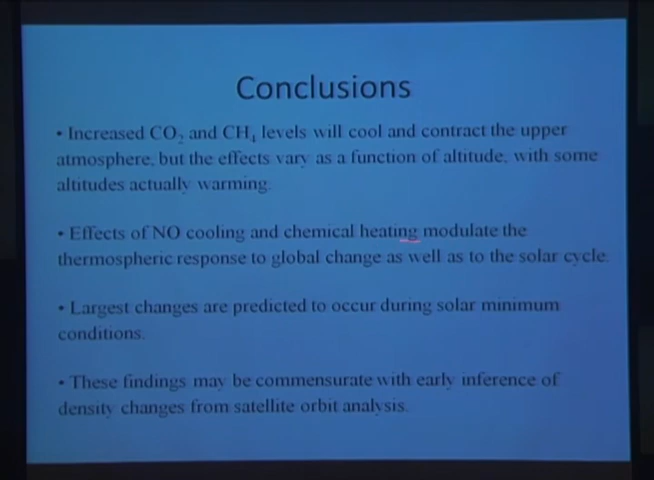 Conclusions
• Increased CO₂ and CH₄ levels will cool and contract the upper
atmosphere, but the effects vary as a function of altitude, with some
altitudes actually warming.
• Effects of NO cooling and chemical heating modulate the
thermospheric response to global change as well as to the solar cycle.
• Largest changes are predicted to occur during solar minimum
conditions.
• These findings may be commensurate with early inference of
density changes from satellite orbit analysis.